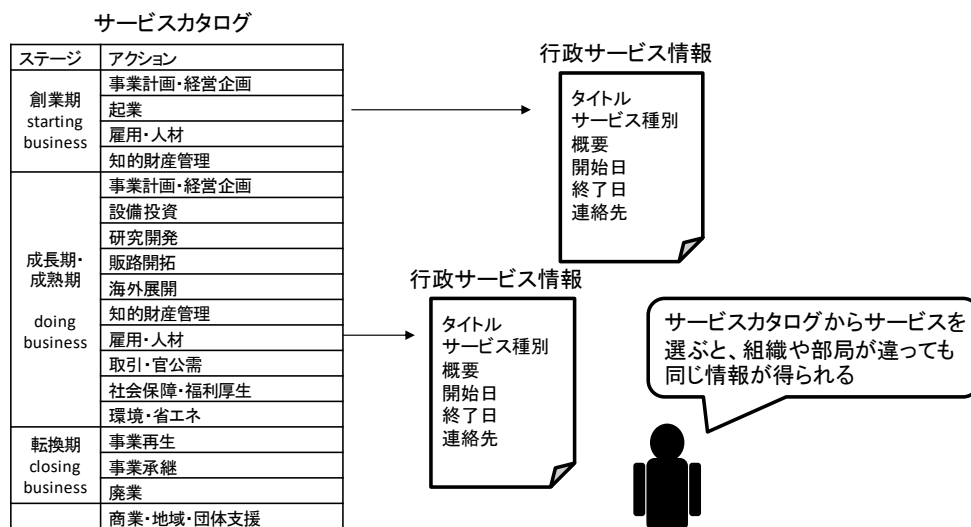 サービスカタログ
ステージ アクション
創業期
starting
business
事業計画・経営企画
起業
雇用・人材
知的財産管理
成長期・
成熟期
doing
business
事業計画・経営企画
設備投資
研究開発
販路開拓
海外展開
知的財産管理
雇用・人材
取引・官公需
社会保障・福利厚生
環境・省エネ
転換期
closing
business
事業再生
事業承継
廃業
商業・地域・団体支援
行政サービス情報
タイトル
サービス種別
概要
開始日
終了日
連絡先
行政サービス情報
タイトル
サービス種別
概要
開始日
終了日
連絡先
サービスカタログからサービスを
選ぶと、組織や部局が違っても
同じ情報が得られる